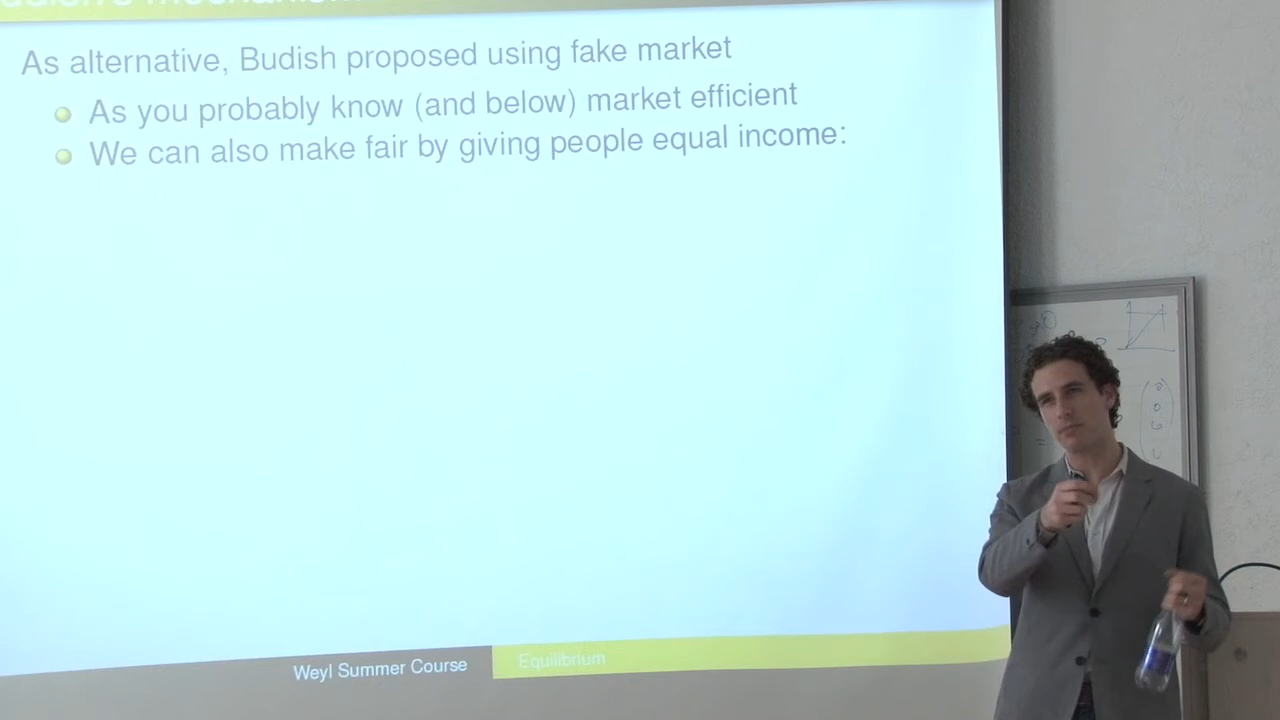 As alternative, Budish proposed using fake market
As you probably know (and below) market efficient
We can also make fair by giving people equal income:
Weyl Summer Course
Equilibrium